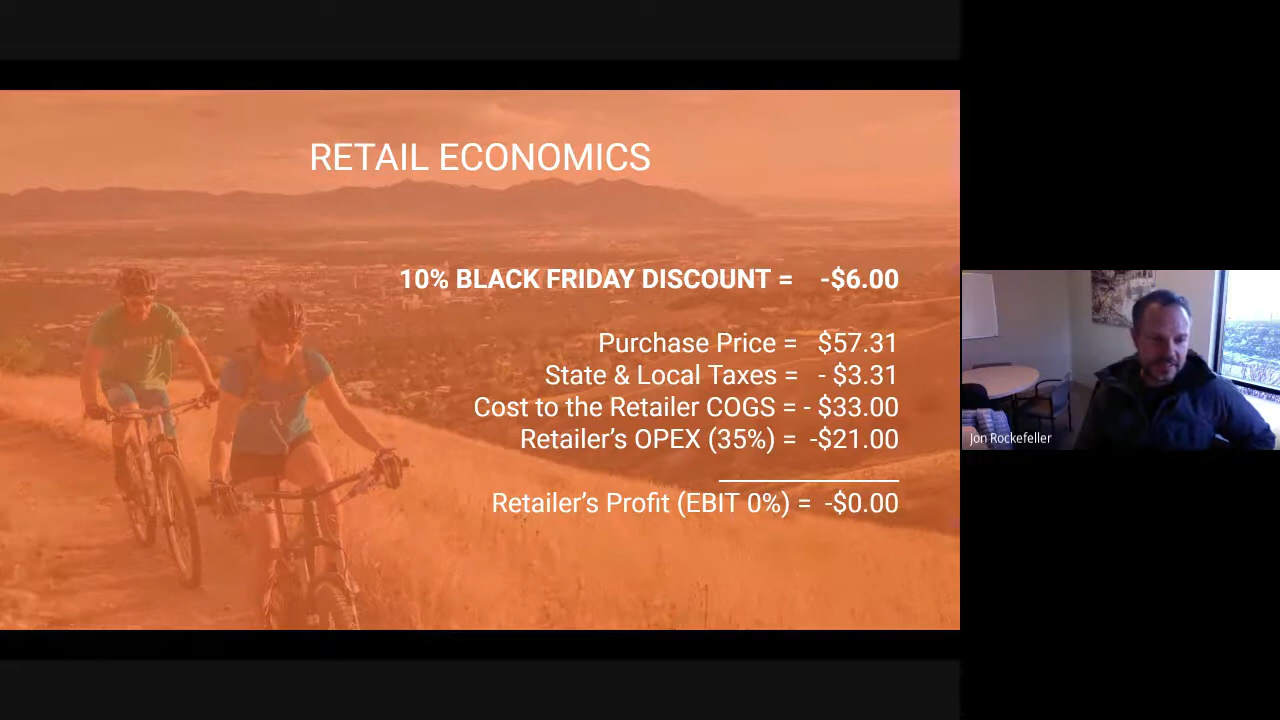 RETAIL ECONOMICS
10% BLACK FRIDAY DISCOUNT = -$6.00
Purchase Price = $57.31
State & Local Taxes = - $3.31
Cost to the Retailer COGS = - $33.00
Retailer's OPEX (35%) = -$21.00
Retailer's Profit (EBIT 0%) = -$0.00
Jon Rockefeller